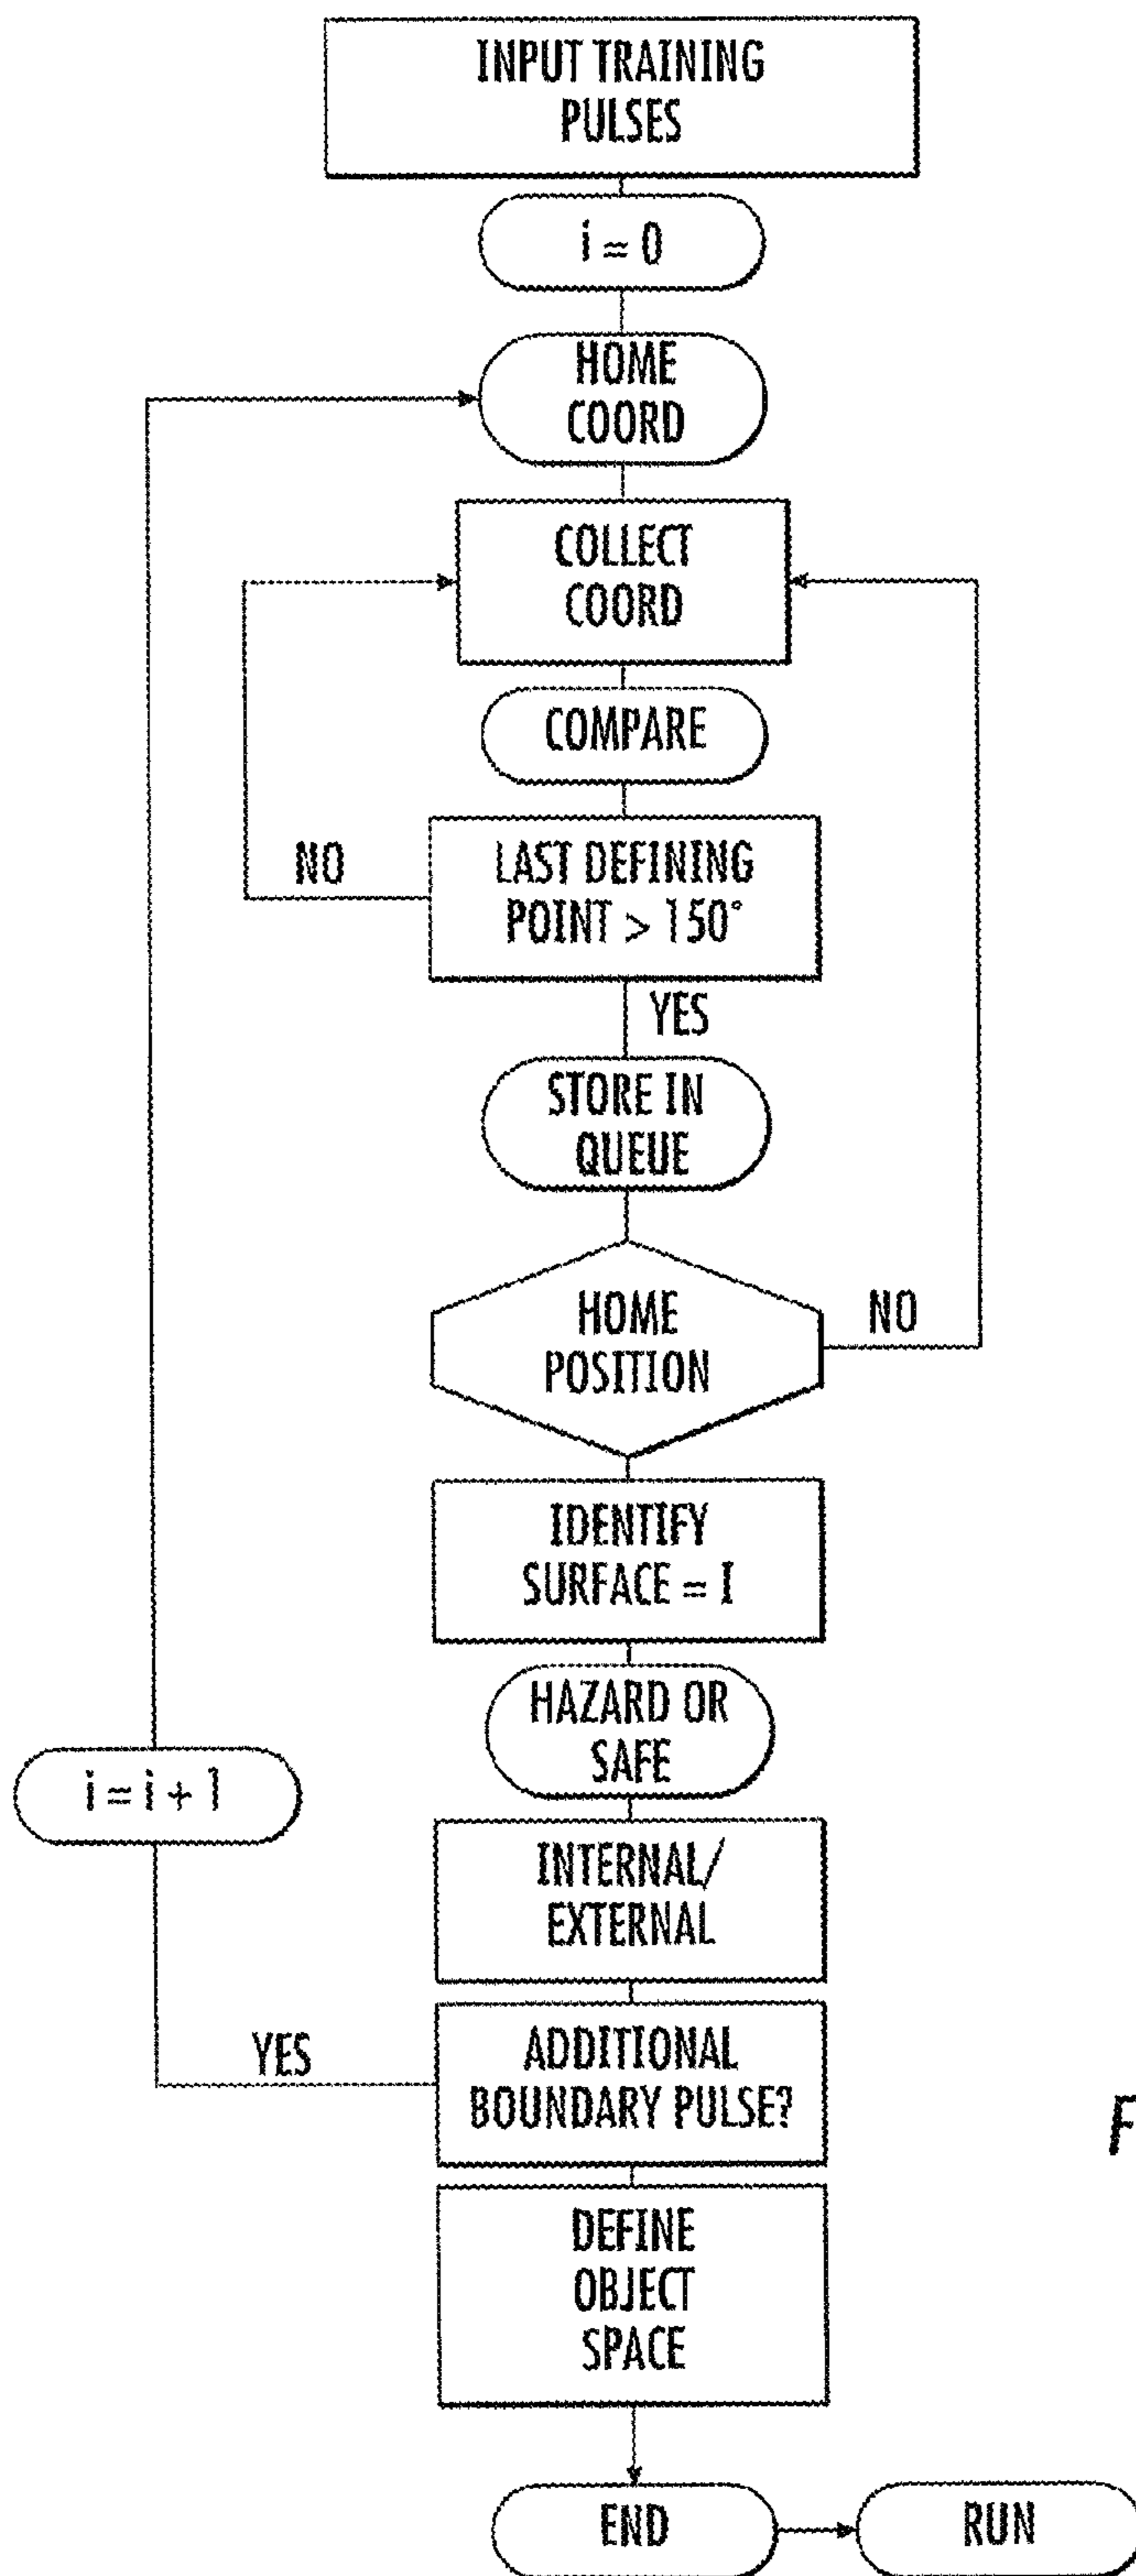 INPUT TRAINING
PULSES
i = 0
HOME
COORD
COLLECT
COORD
COMPARE
NO
LAST DEFINING
POINT > 150°
YES
STORE IN
QUEUE
HOME
POSITION
NO
IDENTIFY
SURFACE = I
HAZARD OR
SAFE
i = i + 1
INTERNAL/
EXTERNAL
YES
ADDITIONAL
BOUNDARY PULSE?
DEFINE
OBJECT
SPACE
END
RUN